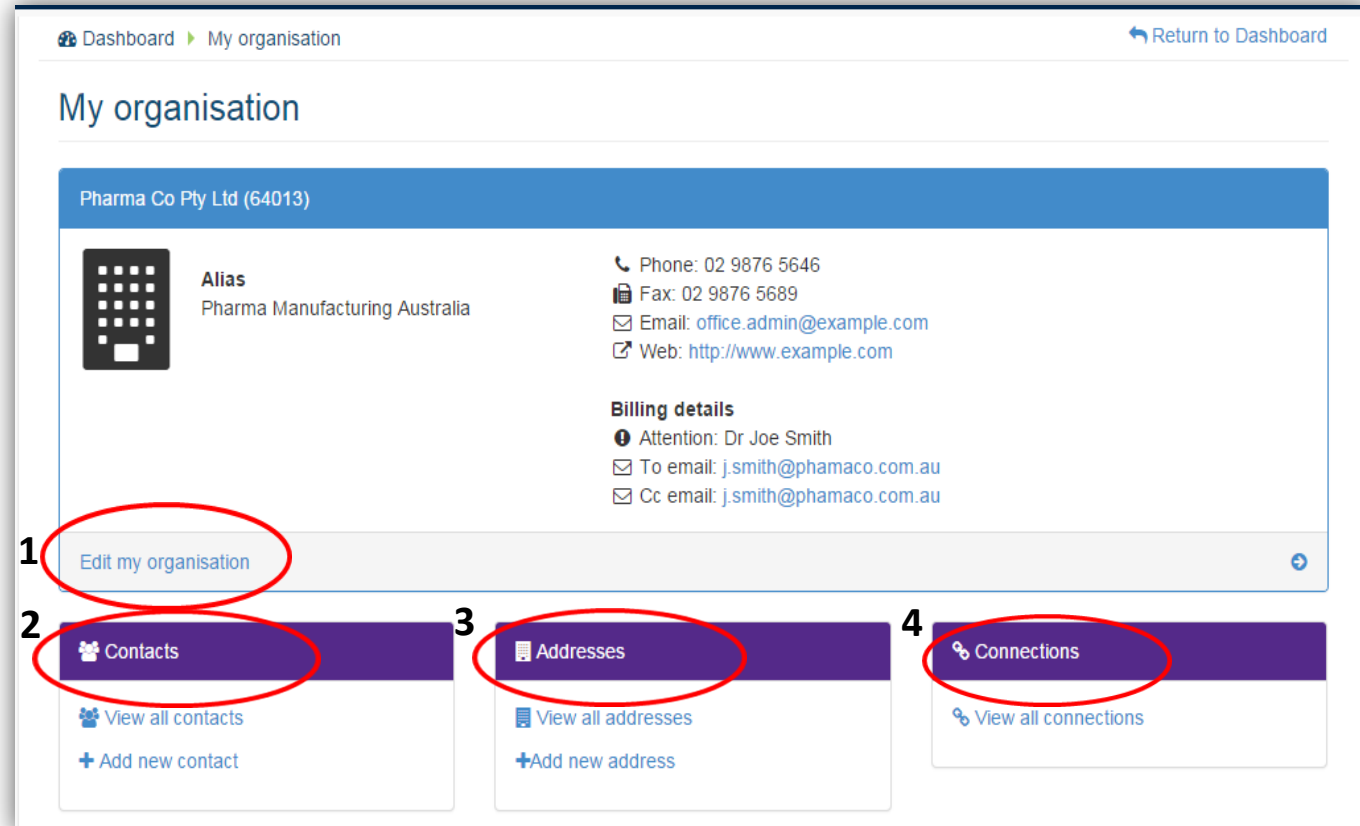 Dashboard My organisation
Return to Dashboard
My organisation
Pharma Co Pty Ltd (64013)
Alias
Pharma Manufacturing Australia
Phone: 02 9876 5646
Fax: 02 9876 5689
Email: office.admin@example.com
Web: http://www.example.com
Billing details
Attention: Dr Joe Smith
To email: j.smith@phamaco.com.au
Cc email: j.smith@phamaco.com.au
1
Edit my organisation
2
Contacts
View all contacts
+ Add new contact
3
Addresses
View all addresses
+Add new address
4
Connections
View all connections